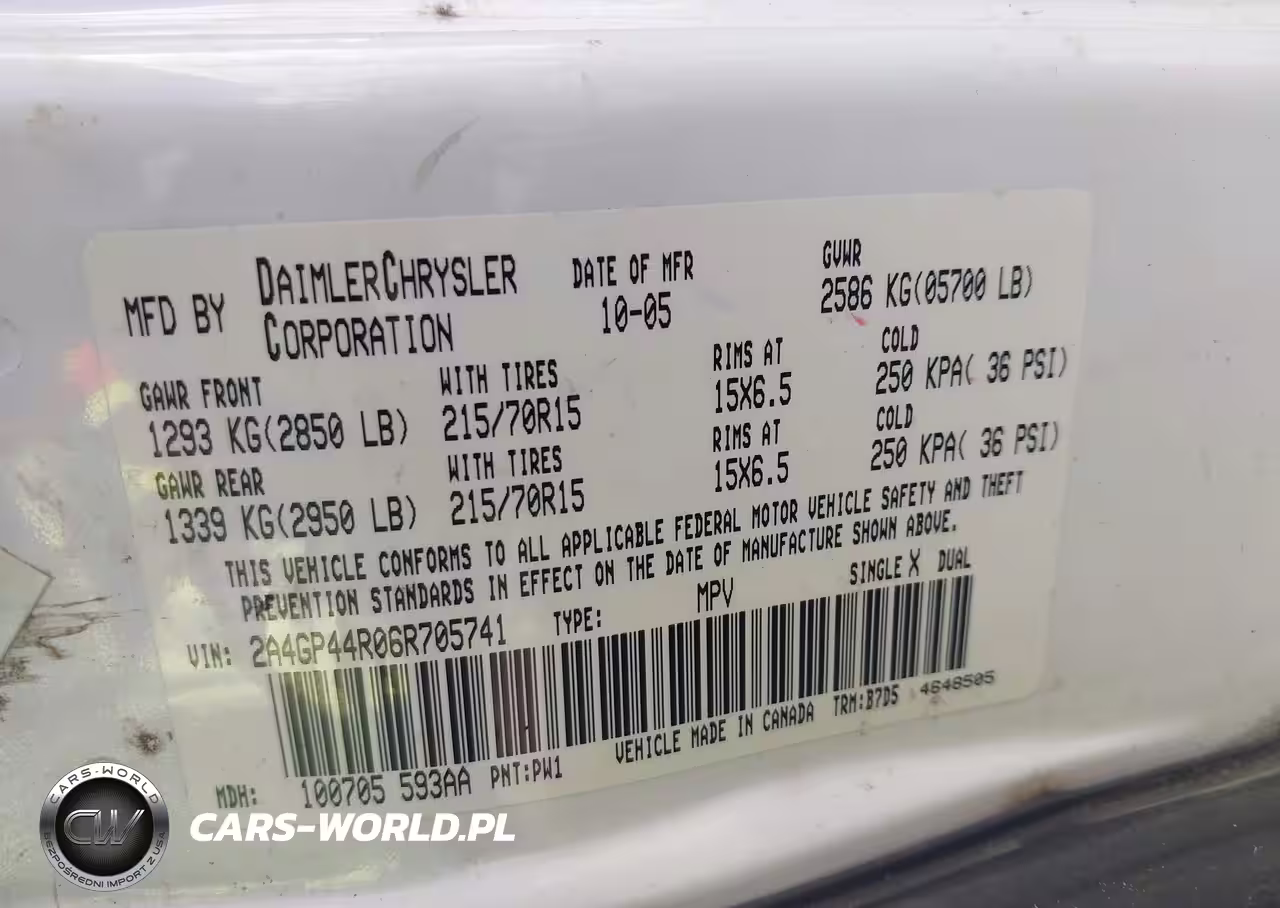 MFD BY DAIMLERCHRYSLER CORPORATION DATE OF MFR 10-05 GVWR 2586 KG(05700 LB)
GAWR FRONT WITH TIRES RIMS AT COLD
1293 KG(2850 LB) 215/70R15 15X6.5 250 KPA( 36 PSI)
GAWR REAR WITH TIRES RIMS AT COLD
1339 KG(2950 LB) 215/70R15 15X6.5 250 KPA( 36 PSI)
THIS VEHICLE CONFORMS TO ALL APPLICABLE FEDERAL MOTOR VEHICLE SAFETY AND THEFT
PREVENTION STANDARDS IN EFFECT ON THE DATE OF MANUFACTURE SHOWN ABOVE.
VIN: 2A4GP44R06R705741 TYPE: MPV SINGLE X DUAL
VEHICLE MADE IN CANADA TRM:B7D5 4648505
MDH: 100705 593AA PNT:PW1
CARS-WORLD
CW
BEZPOŚREDNI IMPORT Z USA
CARS-WORLD.PL